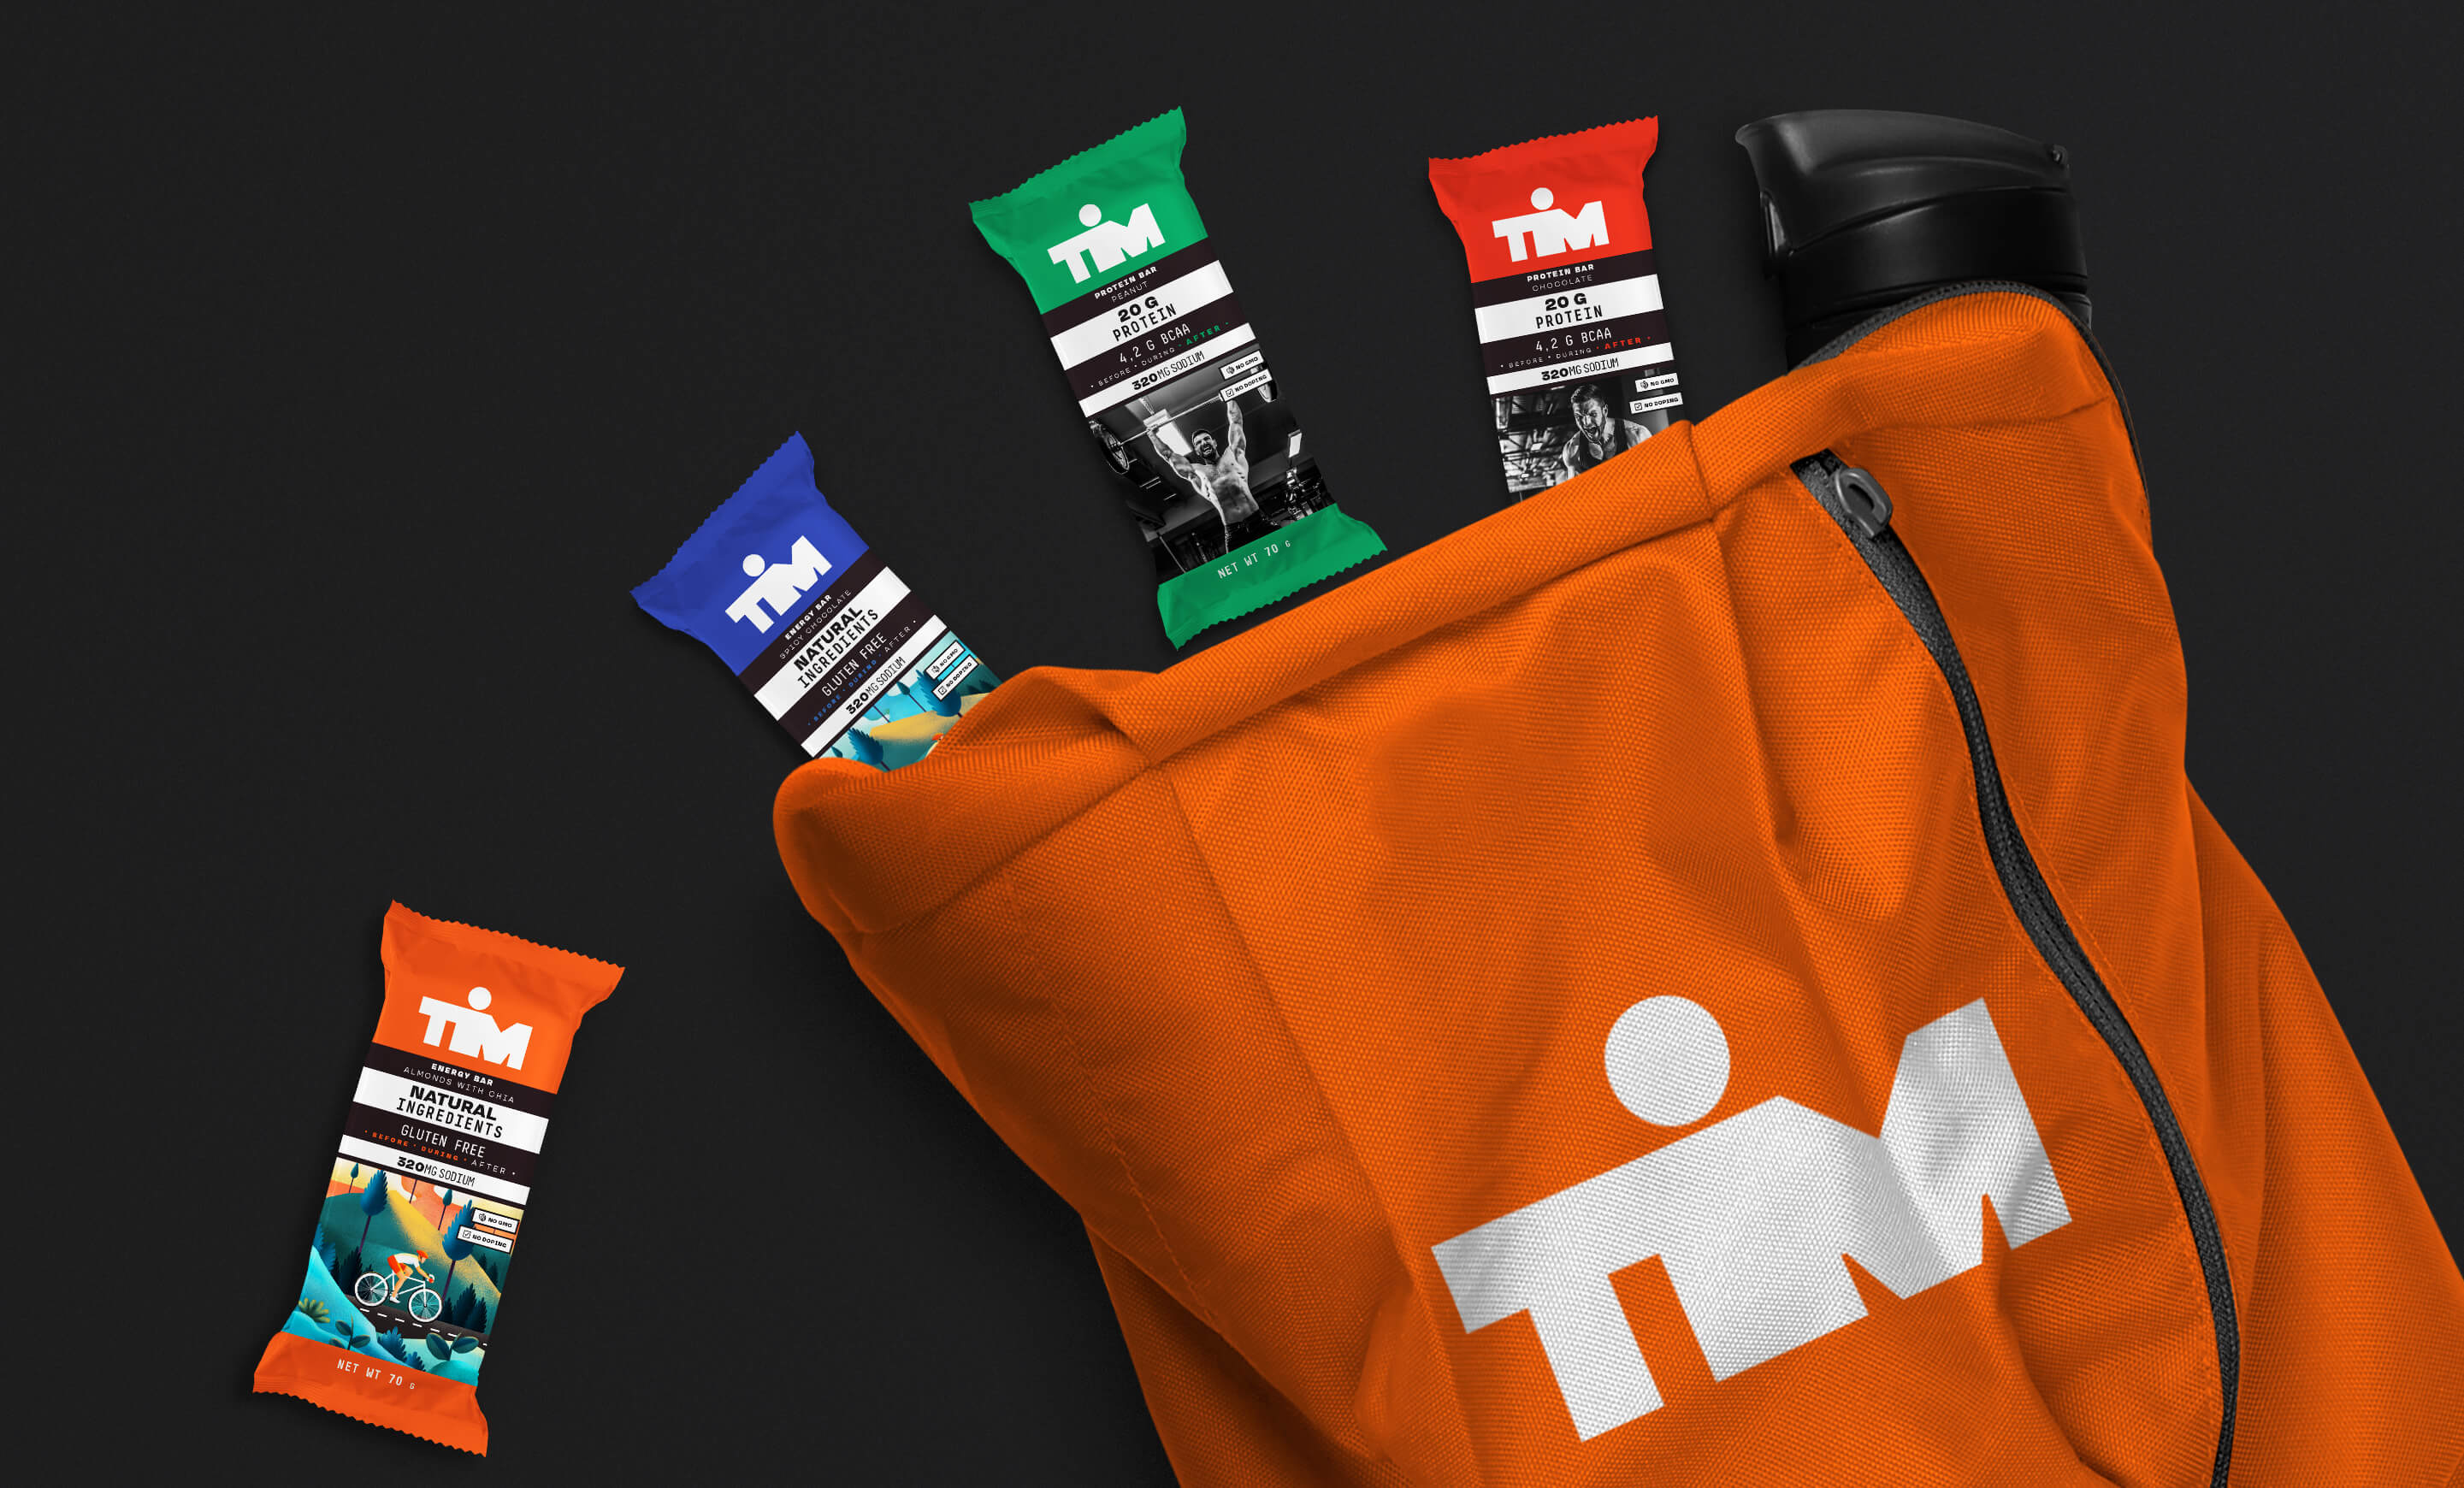 TiM
PROTEIN BAR
PEANUT
20 G
PROTEIN
4,2 G BCAA
• BEFORE • DURING • AFTER •
320MG SODIUM
NO GMO
NO DOPING
NET WT 70 G
TiM
PROTEIN BAR
CHOCOLATE
20 G
PROTEIN
4,2 G BCAA
• BEFORE • DURING • AFTER •
320MG SODIUM
NO GMO
NO DOPING
TiM
ENERGY BAR
SPICY CHOCOLATE
NATURAL
INGREDIENTS
GLUTEN FREE
• BEFORE • DURING • AFTER •
320MG SODIUM
NO GMO
NO DOPING
TiM
ENERGY BAR
ALMONDS WITH CHIA
NATURAL
INGREDIENTS
GLUTEN FREE
• BEFORE • DURING • AFTER •
320MG SODIUM
NO GMO
NO DOPING
NET WT 70 G
TiM